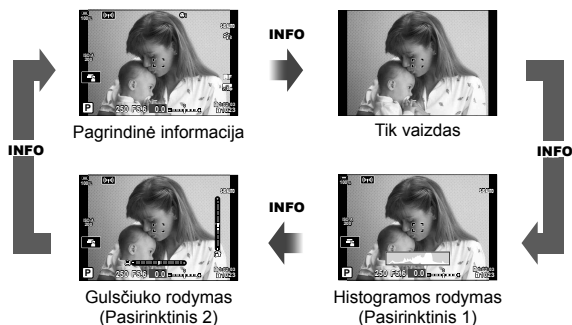 INFO
P
250 F5.6 0.0
Pagrindinė informacija
Tik vaizdas
INFO
INFO
INFO
P
250 F5.6 0.0
Gulsčiuko rodymas
(Pasirinktinis 2)
P
250 F5.6 0.0
Histogramos rodymas
(Pasirinktinis 1)